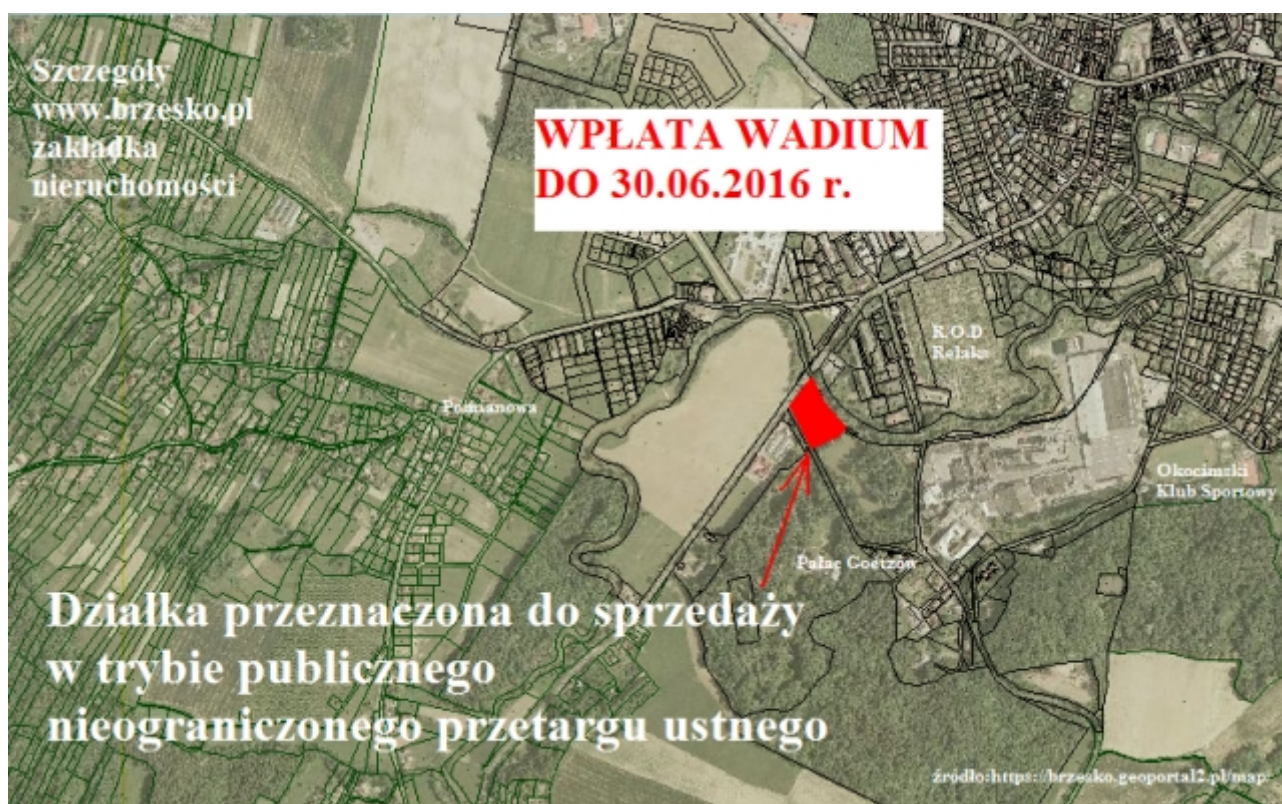 Szczegóły
www.brzesko.pl
zakładka
nieruchomości
WPŁATA WADIUM
DO 30.06.2016 r.
R.O.D
Relaks
Pomianowa
Okocimski
Klub Sportowy
Pałac Goetzów
Działka przeznaczona do sprzedaży
w trybie publicznego
nieograniczonego przetargu ustnego
źródło:https://brzesko.geoportal2.pl/map/